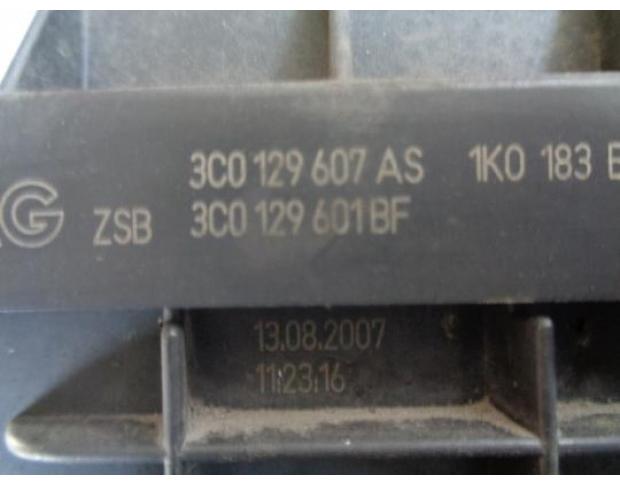 3C0 129 607 AS 1K0 183 B
G ZSB 3C0 129 601 BF
13.08.2007
11:23:16